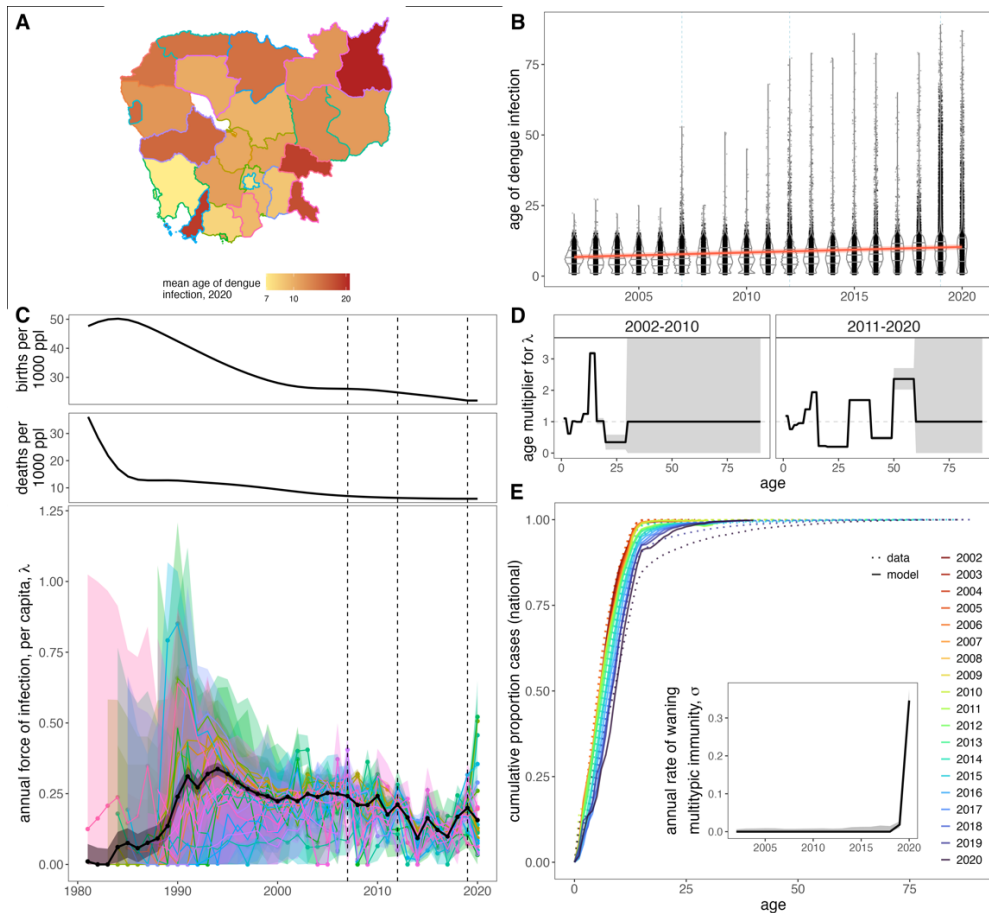 A
mean age of dengue
infection, 2020
7 10 20
B
age of dengue infection
75
50
25
0
2005 2010 2015 2020
C
births per
1000 ppl
50
40
30
deaths per
1000 ppl
30
20
10
annual force of infection, per capita, λ
1.25
1.00
0.75
0.50
0.25
0.00
1980 1990 2000 2010 2020
D
2002-2010 2011-2020
age multiplier for λ
3
2
1
0
0 25 50 75 0 25 50 75
age
E
cumulative proportion cases (national)
1.00
0.75
0.50
0.25
0.00
0 25 50 75
age
data
model
2002
2003
2004
2005
2006
2007
2008
2009
2010
2011
2012
2013
2014
2015
2016
2017
2018
2019
2020
annual rate of waning
multitypic immunity, σ
0.3
0.2
0.1
0.0
2005 2010 2015 2020